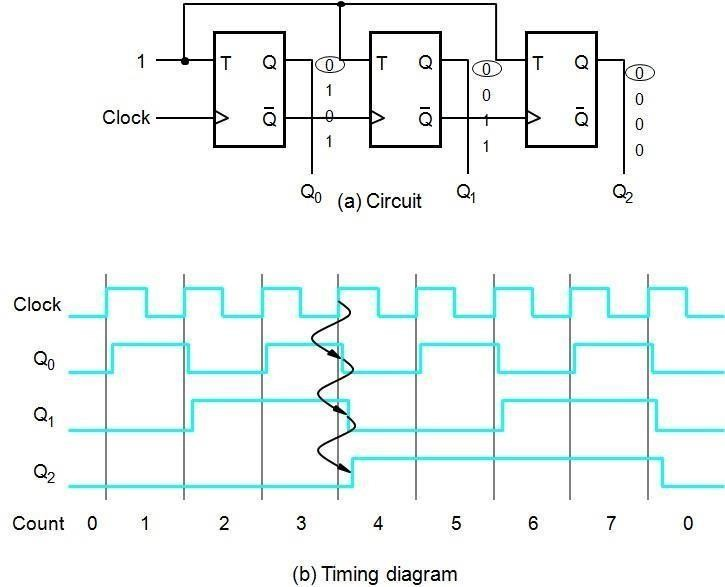 1 T Q 0 T Q 0 T Q 0
1 0 0
Clock Q̅ 0 Q̅ 1 Q̅ 0
1 1 0
Q0 Q1 Q2
(a) Circuit
Clock
Q0
Q1
Q2
Count 0 1 2 3 4 5 6 7 0
(b) Timing diagram